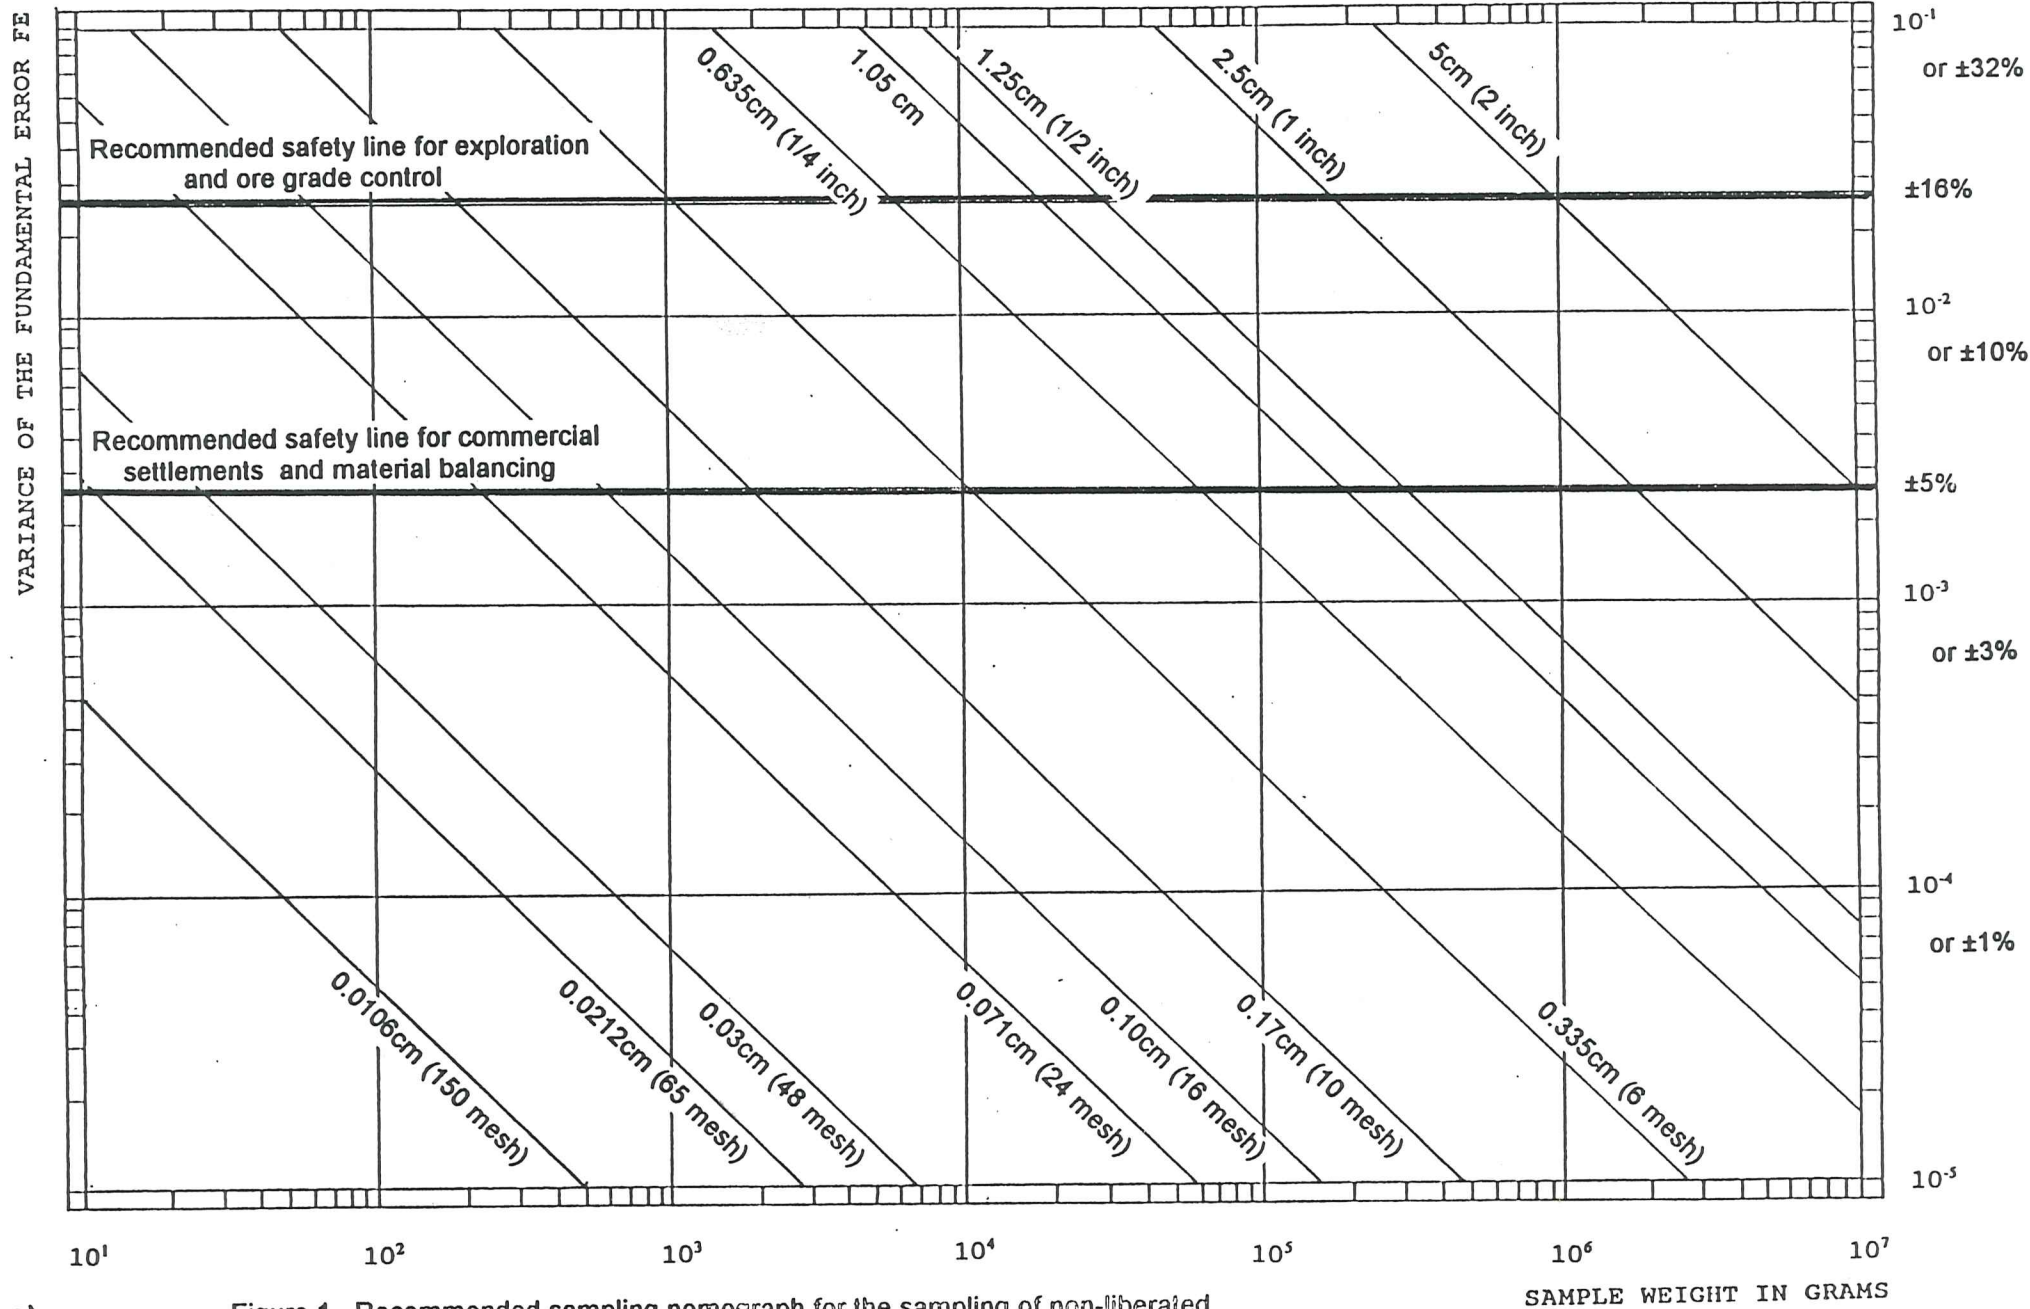 VARIANCE OF THE FUNDAMENTAL ERROR FE
Recommended safety line for exploration
and ore grade control
Recommended safety line for commercial
settlements and material balancing
0.635cm (1/4 inch)
1.05 cm
1.25cm (1/2 inch)
2.5cm (1 inch)
5cm (2 inch)
10⁻¹
or ±32%
±16%
10⁻²
or ±10%
±5%
10⁻³
or ±3%
10⁻⁴
or ±1%
10⁻⁵
0.0106cm (150 mesh)
0.0212cm (65 mesh)
0.03cm (48 mesh)
0.071cm (24 mesh)
0.10cm (16 mesh)
0.17cm (10 mesh)
0.335cm (6 mesh)
10¹ 10² 10³ 10⁴ 10⁵ 10⁶ 10⁷
SAMPLE WEIGHT IN GRAMS
Figure 1. Recommended sampling nomograph for the sampling of non-liberated